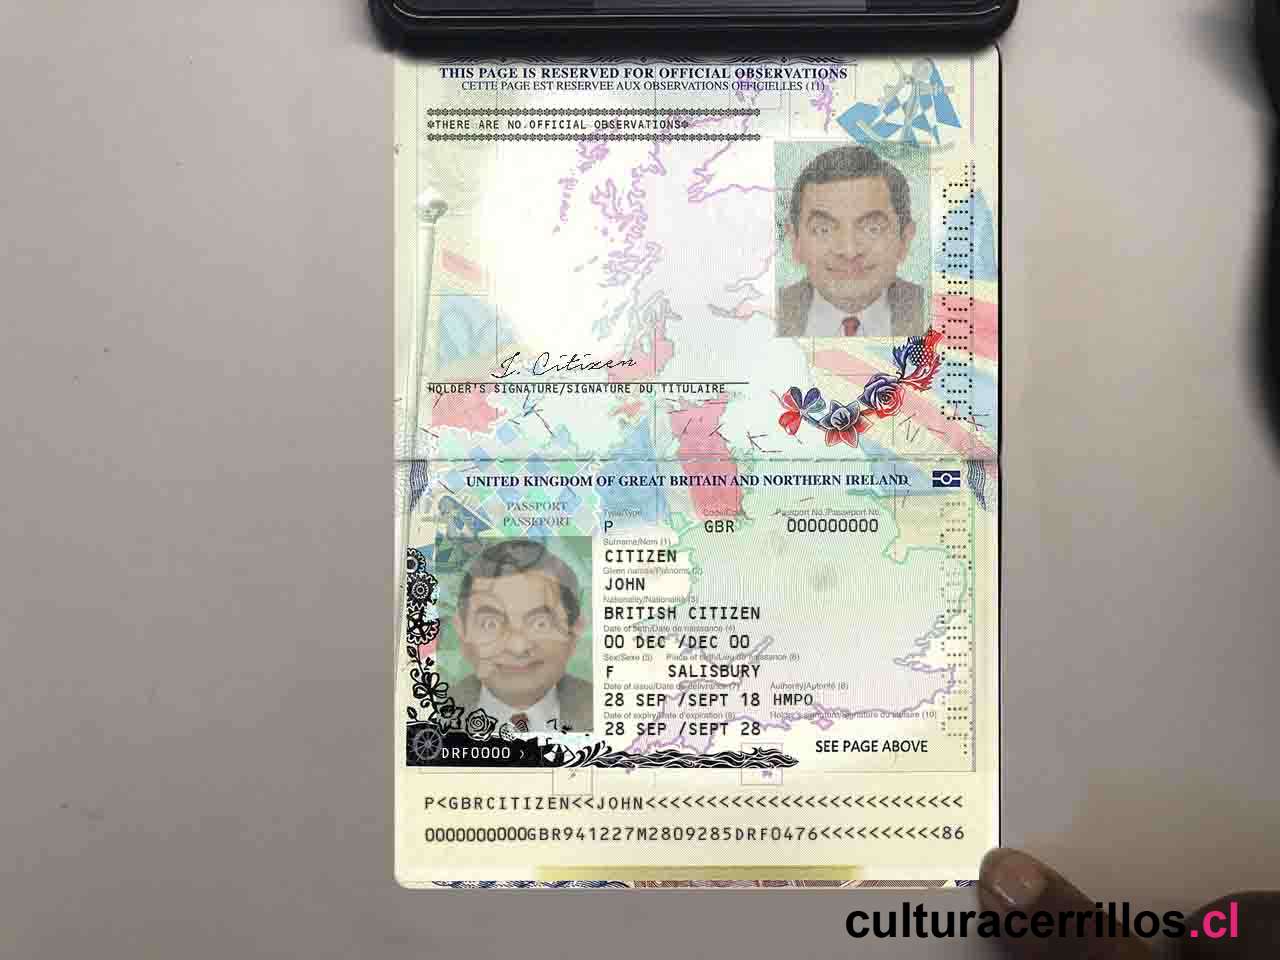 THIS PAGE IS RESERVED FOR OFFICIAL OBSERVATIONS
CETTE PAGE EST RESERVEE AUX OBSERVATIONS OFFICIELLES (11)
*THERE ARE NO OFFICIAL OBSERVATIONS*
J. Citizen
HOLDER'S SIGNATURE/SIGNATURE DU TITULAIRE
UNITED KINGDOM OF GREAT BRITAIN AND NORTHERN IRELAND
PASSPORT
PASSEPORT
Type/Type Code/Code Passport No./Passeport No.
P GBR 000000000
Surname/Nom (1)
CITIZEN
Given names/Prénoms (2)
JOHN
Nationality/Nationalité (3)
BRITISH CITIZEN
Date of birth/Date de naissance (4)
00 DEC /DEC 00
Sex/Sexe (5) Place of birth/Lieu de naissance (6)
F SALISBURY
Date of issue/Date de délivrance (7) Authority/Autorité (8)
28 SEP /SEPT 18 HMPO
Date of expiry/Date d'expiration (9) Holder's signature/Signature du titulaire (10)
28 SEP /SEPT 28
SEE PAGE ABOVE
DRF0000 >
P<GBRCITIZEN<<JOHN<<<<<<<<<<<<<<<<<<<<<<<<<<
0000000000GBR941227M2809285DRF0476<<<<<<<<<<86
culturacerrillos.cl